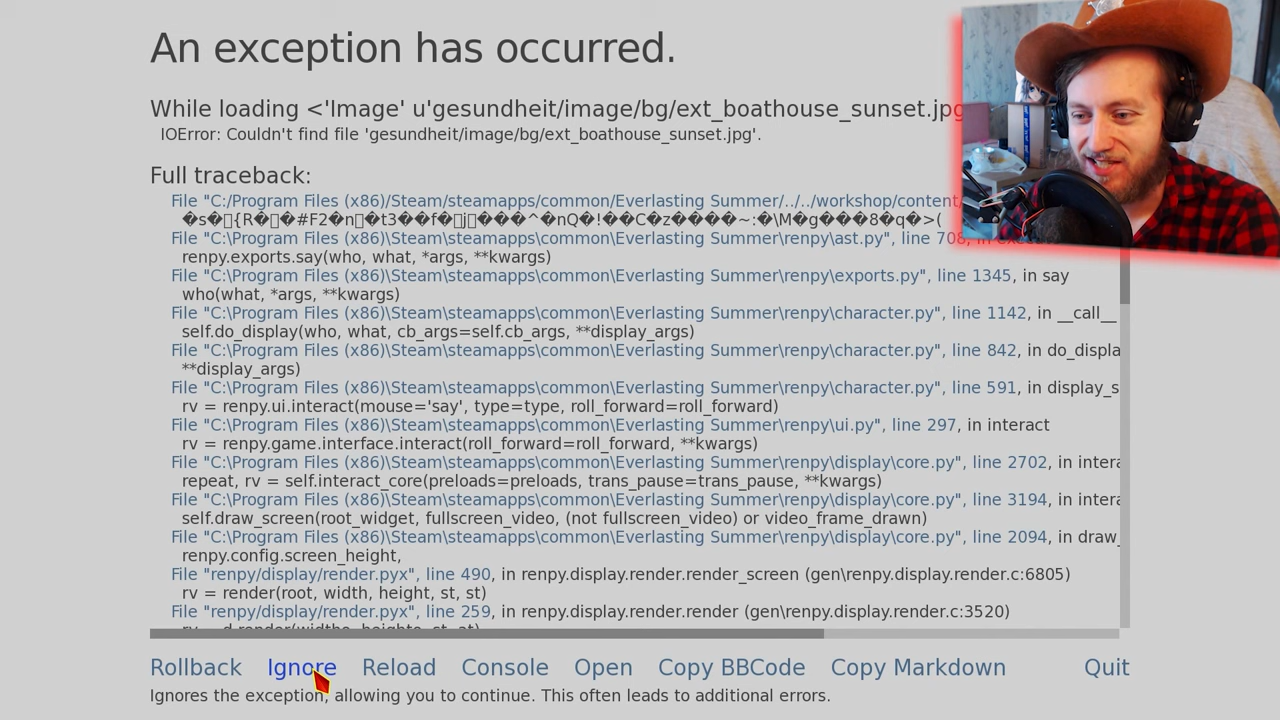 An exception has occurred.
While loading <'Image' u'gesundheit/image/bg/ext_boathouse_sunset.jpg
IOError: Couldn't find file 'gesundheit/image/bg/ext_boathouse_sunset.jpg'.
Full traceback:
File "C:/Program Files (x86)/Steam/steamapps/common/Everlasting Summer/../../workshop/content/
�s�▯{R�▯�#F2�n▯�t3��f�▯j▯���^�nQ�!��C�z����~:�\M�g���8�q�>(
File "C:\Program Files (x86)\Steam\steamapps\common\Everlasting Summer\renpy\ast.py", line 708, in execute
renpy.exports.say(who, what, *args, **kwargs)
File "C:\Program Files (x86)\Steam\steamapps\common\Everlasting Summer\renpy\exports.py", line 1345, in say
who(what, *args, **kwargs)
File "C:\Program Files (x86)\Steam\steamapps\common\Everlasting Summer\renpy\character.py", line 1142, in __call__
self.do_display(who, what, cb_args=self.cb_args, **display_args)
File "C:\Program Files (x86)\Steam\steamapps\common\Everlasting Summer\renpy\character.py", line 842, in do_displa
**display_args)
File "C:\Program Files (x86)\Steam\steamapps\common\Everlasting Summer\renpy\character.py", line 591, in display_s
rv = renpy.ui.interact(mouse='say', type=type, roll_forward=roll_forward)
File "C:\Program Files (x86)\Steam\steamapps\common\Everlasting Summer\renpy\ui.py", line 297, in interact
rv = renpy.game.interface.interact(roll_forward=roll_forward, **kwargs)
File "C:\Program Files (x86)\Steam\steamapps\common\Everlasting Summer\renpy\display\core.py", line 2702, in intera
repeat, rv = self.interact_core(preloads=preloads, trans_pause=trans_pause, **kwargs)
File "C:\Program Files (x86)\Steam\steamapps\common\Everlasting Summer\renpy\display\core.py", line 3194, in intera
self.draw_screen(root_widget, fullscreen_video, (not fullscreen_video) or video_frame_drawn)
File "C:\Program Files (x86)\Steam\steamapps\common\Everlasting Summer\renpy\display\core.py", line 2094, in draw_
renpy.config.screen_height,
File "renpy/display/render.pyx", line 490, in renpy.display.render.render_screen (gen\renpy.display.render.c:6805)
rv = render(root, width, height, st, st)
File "renpy/display/render.pyx", line 259, in renpy.display.render.render (gen\renpy.display.render.c:3520)
Rollback Ignore Reload Console Open Copy BBCode Copy Markdown Quit
Ignores the exception, allowing you to continue. This often leads to additional errors.